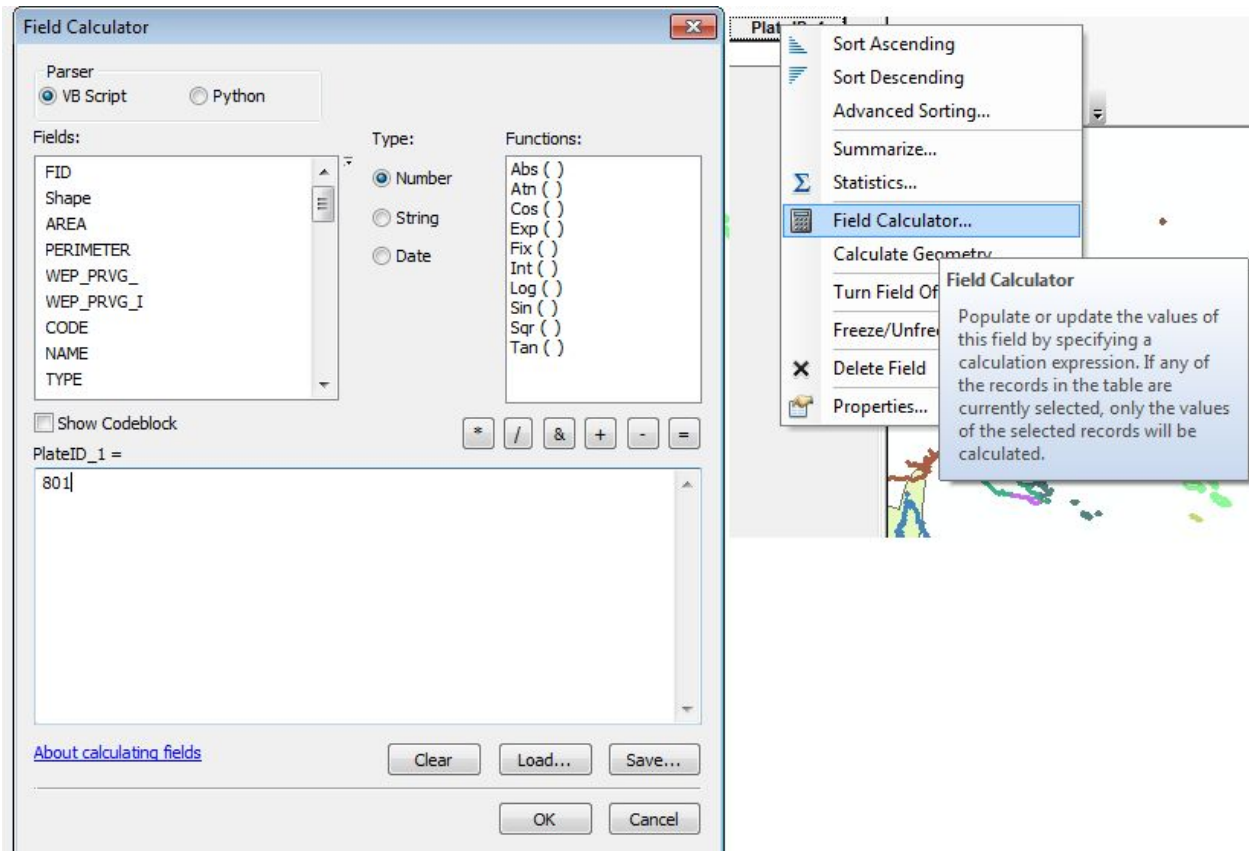 Field Calculator
Parser
VB Script
Python
Fields:
FID
Shape
AREA
PERIMETER
WEP_PRVG_
WEP_PRVG_I
CODE
NAME
TYPE
Type:
Number
String
Date
Functions:
Abs ( )
Atn ( )
Cos ( )
Exp ( )
Fix ( )
Int ( )
Log ( )
Sin ( )
Sqr ( )
Tan ( )
Show Codeblock
* / & + - =
PlateID_1 =
801
About calculating fields
Clear
Load...
Save...
OK
Cancel
Sort Ascending
Sort Descending
Advanced Sorting...
Summarize...
Σ Statistics...
Field Calculator...
Calculate Geometry
Turn Field Of
Freeze/Unfre
Delete Field
Properties...
Field Calculator
Populate or update the values of
this field by specifying a
calculation expression. If any of
the records in the table are
currently selected, only the values
of the selected records will be
calculated.